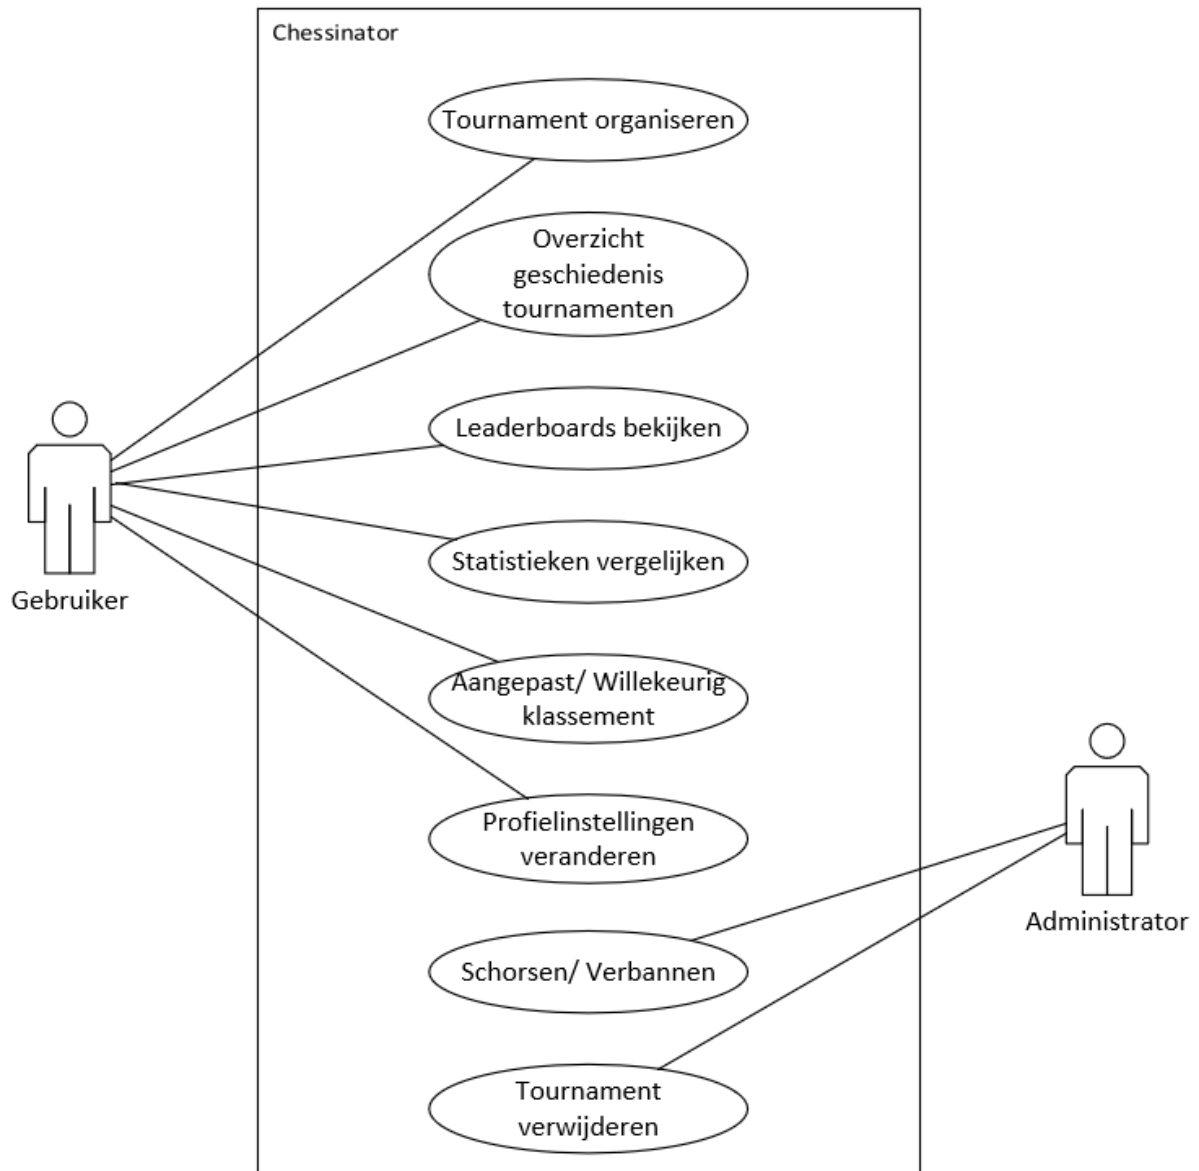 Chessinator
Tournament organiseren
Overzicht
geschiedenis
tournamenten
Leaderboards bekijken
Statistieken vergelijken
Gebruiker
Aangepast/ Willekeurig
klassement
Profielinstellingen
veranderen
Administrator
Schorsen/ Verbannen
Tournament
verwijderen